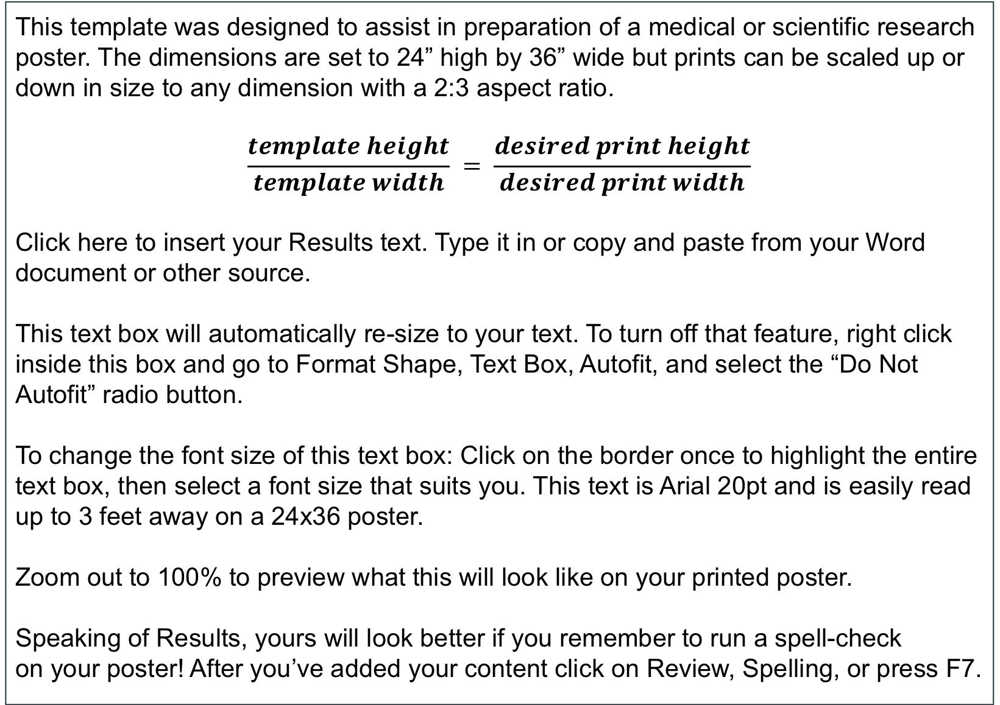 This template was designed to assist in preparation of a medical or scientific research
poster. The dimensions are set to 24” high by 36” wide but prints can be scaled up or
down in size to any dimension with a 2:3 aspect ratio.
template height / template width = desired print height / desired print width
Click here to insert your Results text. Type it in or copy and paste from your Word
document or other source.
This text box will automatically re-size to your text. To turn off that feature, right click
inside this box and go to Format Shape, Text Box, Autofit, and select the “Do Not
Autofit” radio button.
To change the font size of this text box: Click on the border once to highlight the entire
text box, then select a font size that suits you. This text is Arial 20pt and is easily read
up to 3 feet away on a 24x36 poster.
Zoom out to 100% to preview what this will look like on your printed poster.
Speaking of Results, yours will look better if you remember to run a spell-check
on your poster! After you’ve added your content click on Review, Spelling, or press F7.